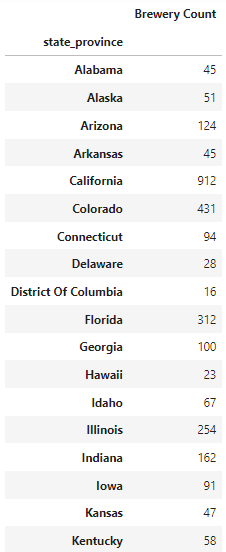 Brewery Count
state_province
Alabama 45
Alaska 51
Arizona 124
Arkansas 45
California 912
Colorado 431
Connecticut 94
Delaware 28
District Of Columbia 16
Florida 312
Georgia 100
Hawaii 23
Idaho 67
Illinois 254
Indiana 162
Iowa 91
Kansas 47
Kentucky 58